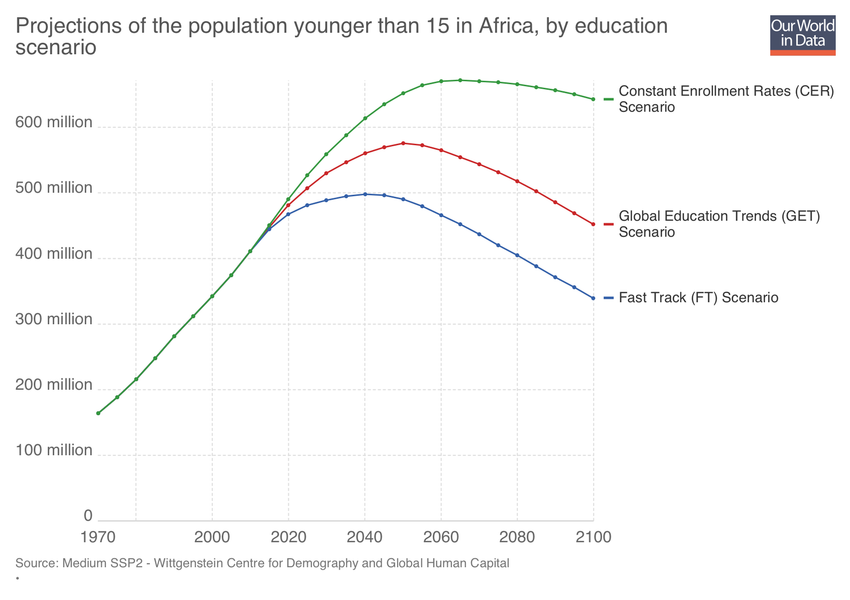 Projections of the population younger than 15 in Africa, by education
scenario
Our World
in Data
Constant Enrollment Rates (CER)
Scenario
600 million
500 million
Global Education Trends (GET)
Scenario
400 million
Fast Track (FT) Scenario
300 million
200 million
100 million
0
1970
2000
2020
2040
2060
2080
2100
Source: Medium SSP2 - Wittgenstein Centre for Demography and Global Human Capital
•